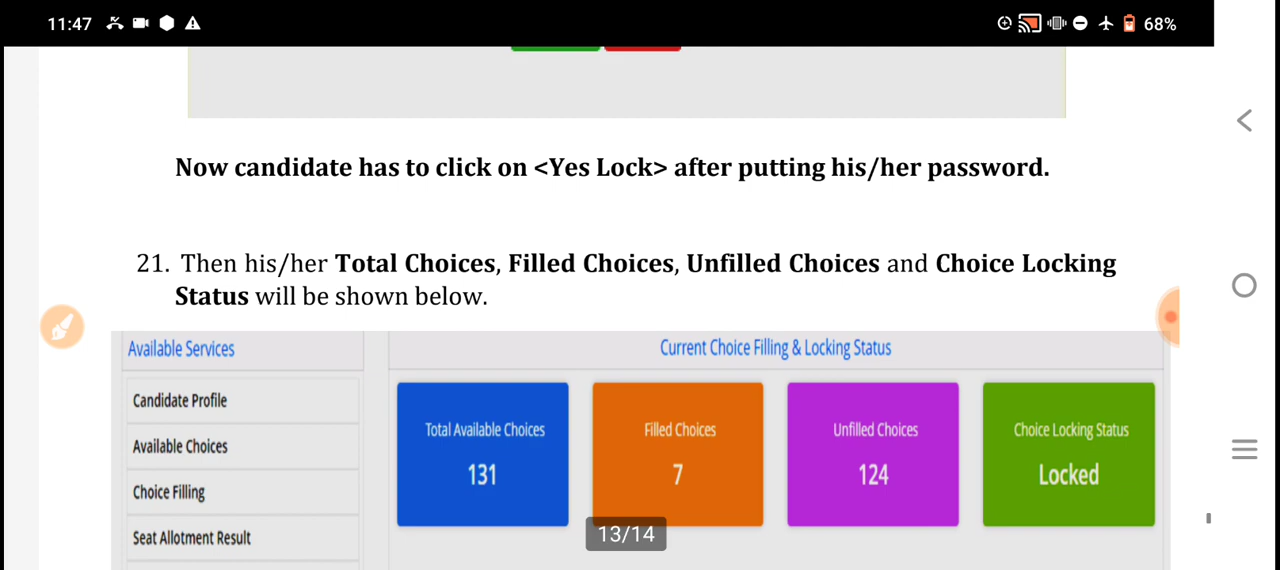 11:47
68%
Now candidate has to click on <Yes Lock> after putting his/her password.
21. Then his/her Total Choices, Filled Choices, Unfilled Choices and Choice Locking
Status will be shown below.
Available Services
Current Choice Filling & Locking Status
Candidate Profile
Available Choices
Choice Filling
Seat Allotment Result
Total Available Choices
131
Filled Choices
7
Unfilled Choices
124
Choice Locking Status
Locked
13/14